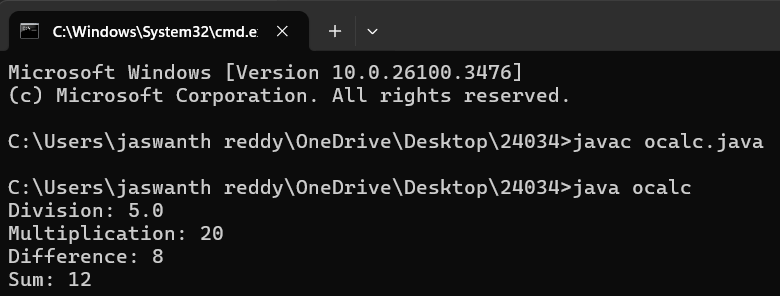 C:\Windows\System32\cmd.e
Microsoft Windows [Version 10.0.26100.3476]
(c) Microsoft Corporation. All rights reserved.
C:\Users\jaswanth reddy\OneDrive\Desktop\24034>javac ocalc.java
C:\Users\jaswanth reddy\OneDrive\Desktop\24034>java ocalc
Division: 5.0
Multiplication: 20
Difference: 8
Sum: 12